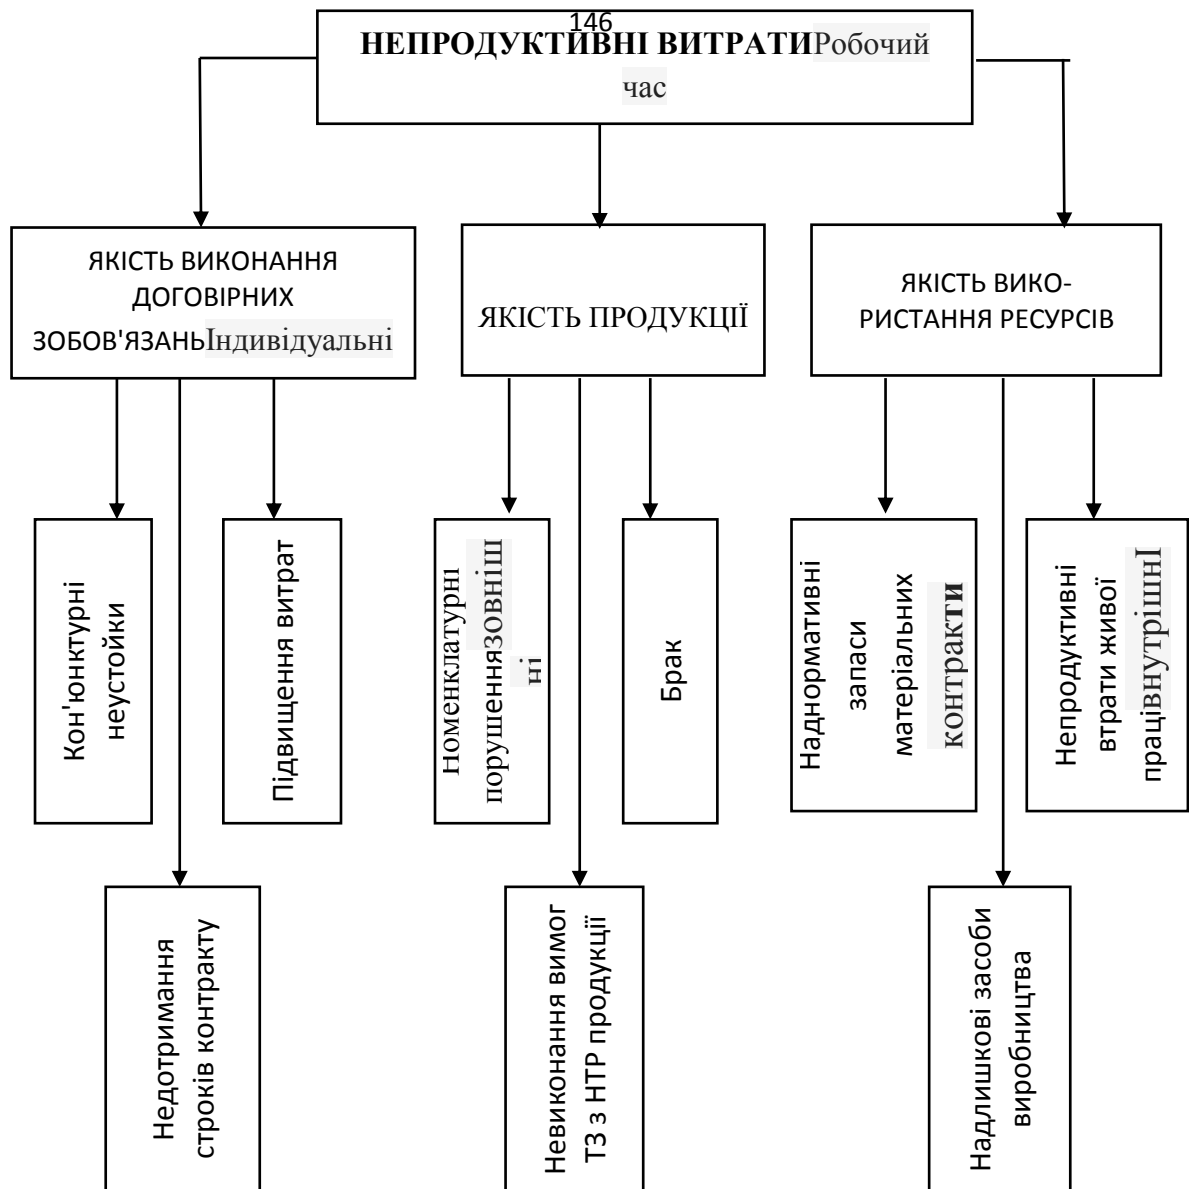 146
НЕПРОДУКТИВНІ ВИТРАТИРобочий
час
ЯКІСТЬ ВИКОНАННЯ
ДОГОВІРНИХ
ЗОБОВ'ЯЗАНЬІндивідуальні
ЯКІСТЬ ПРОДУКЦІЇ
ЯКІСТЬ ВИКО-
РИСТАННЯ РЕСУРСІВ
Кон'юнктурні
неустойки
Підвищення витрат
Номенклатурні
порушеннязовніш
ні
Брак
Наднормативні
запаси
матеріальних
контракти
Непродуктивні
втрати живої
працівнутрішнІ
Недотримання
строків контракту
Невиконання вимог
ТЗ з НТР продукції
Надлишкові засоби
виробництва